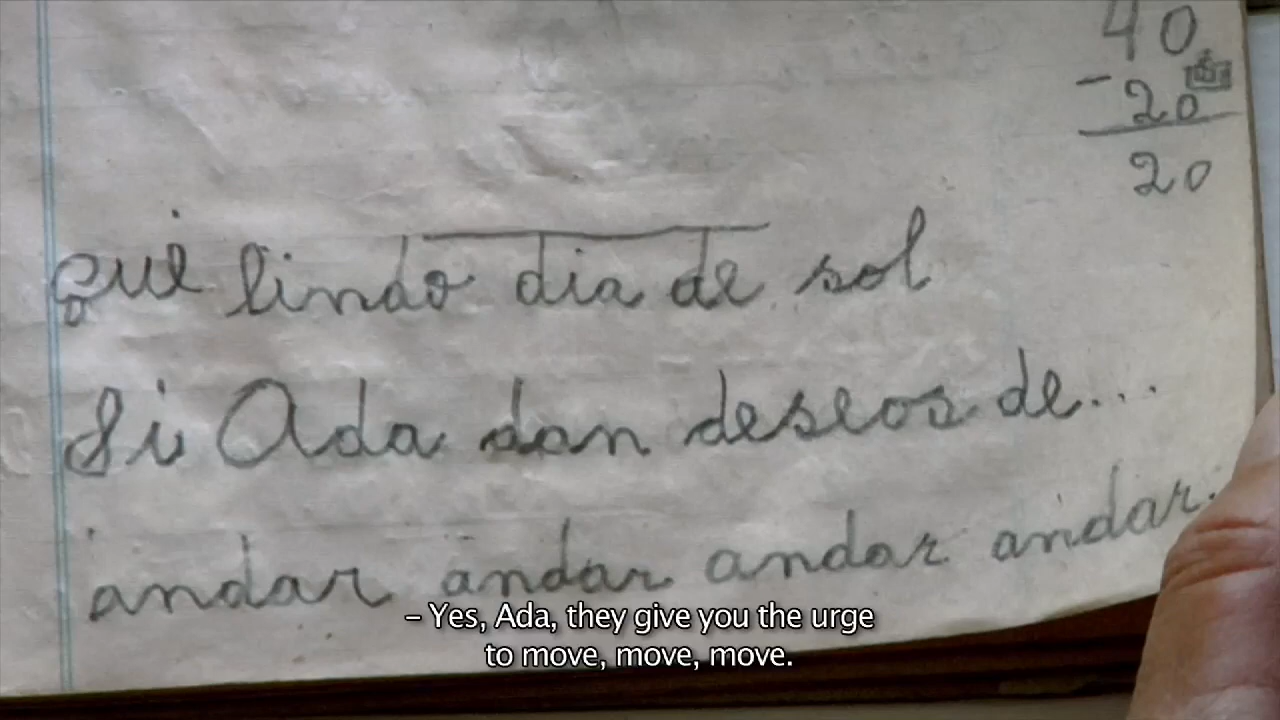 40
- 20
20
que lindo dia de sol
Si Ada dan deseos de...
andar andar andar andar.
– Yes, Ada, they give you the urge
to move, move, move.